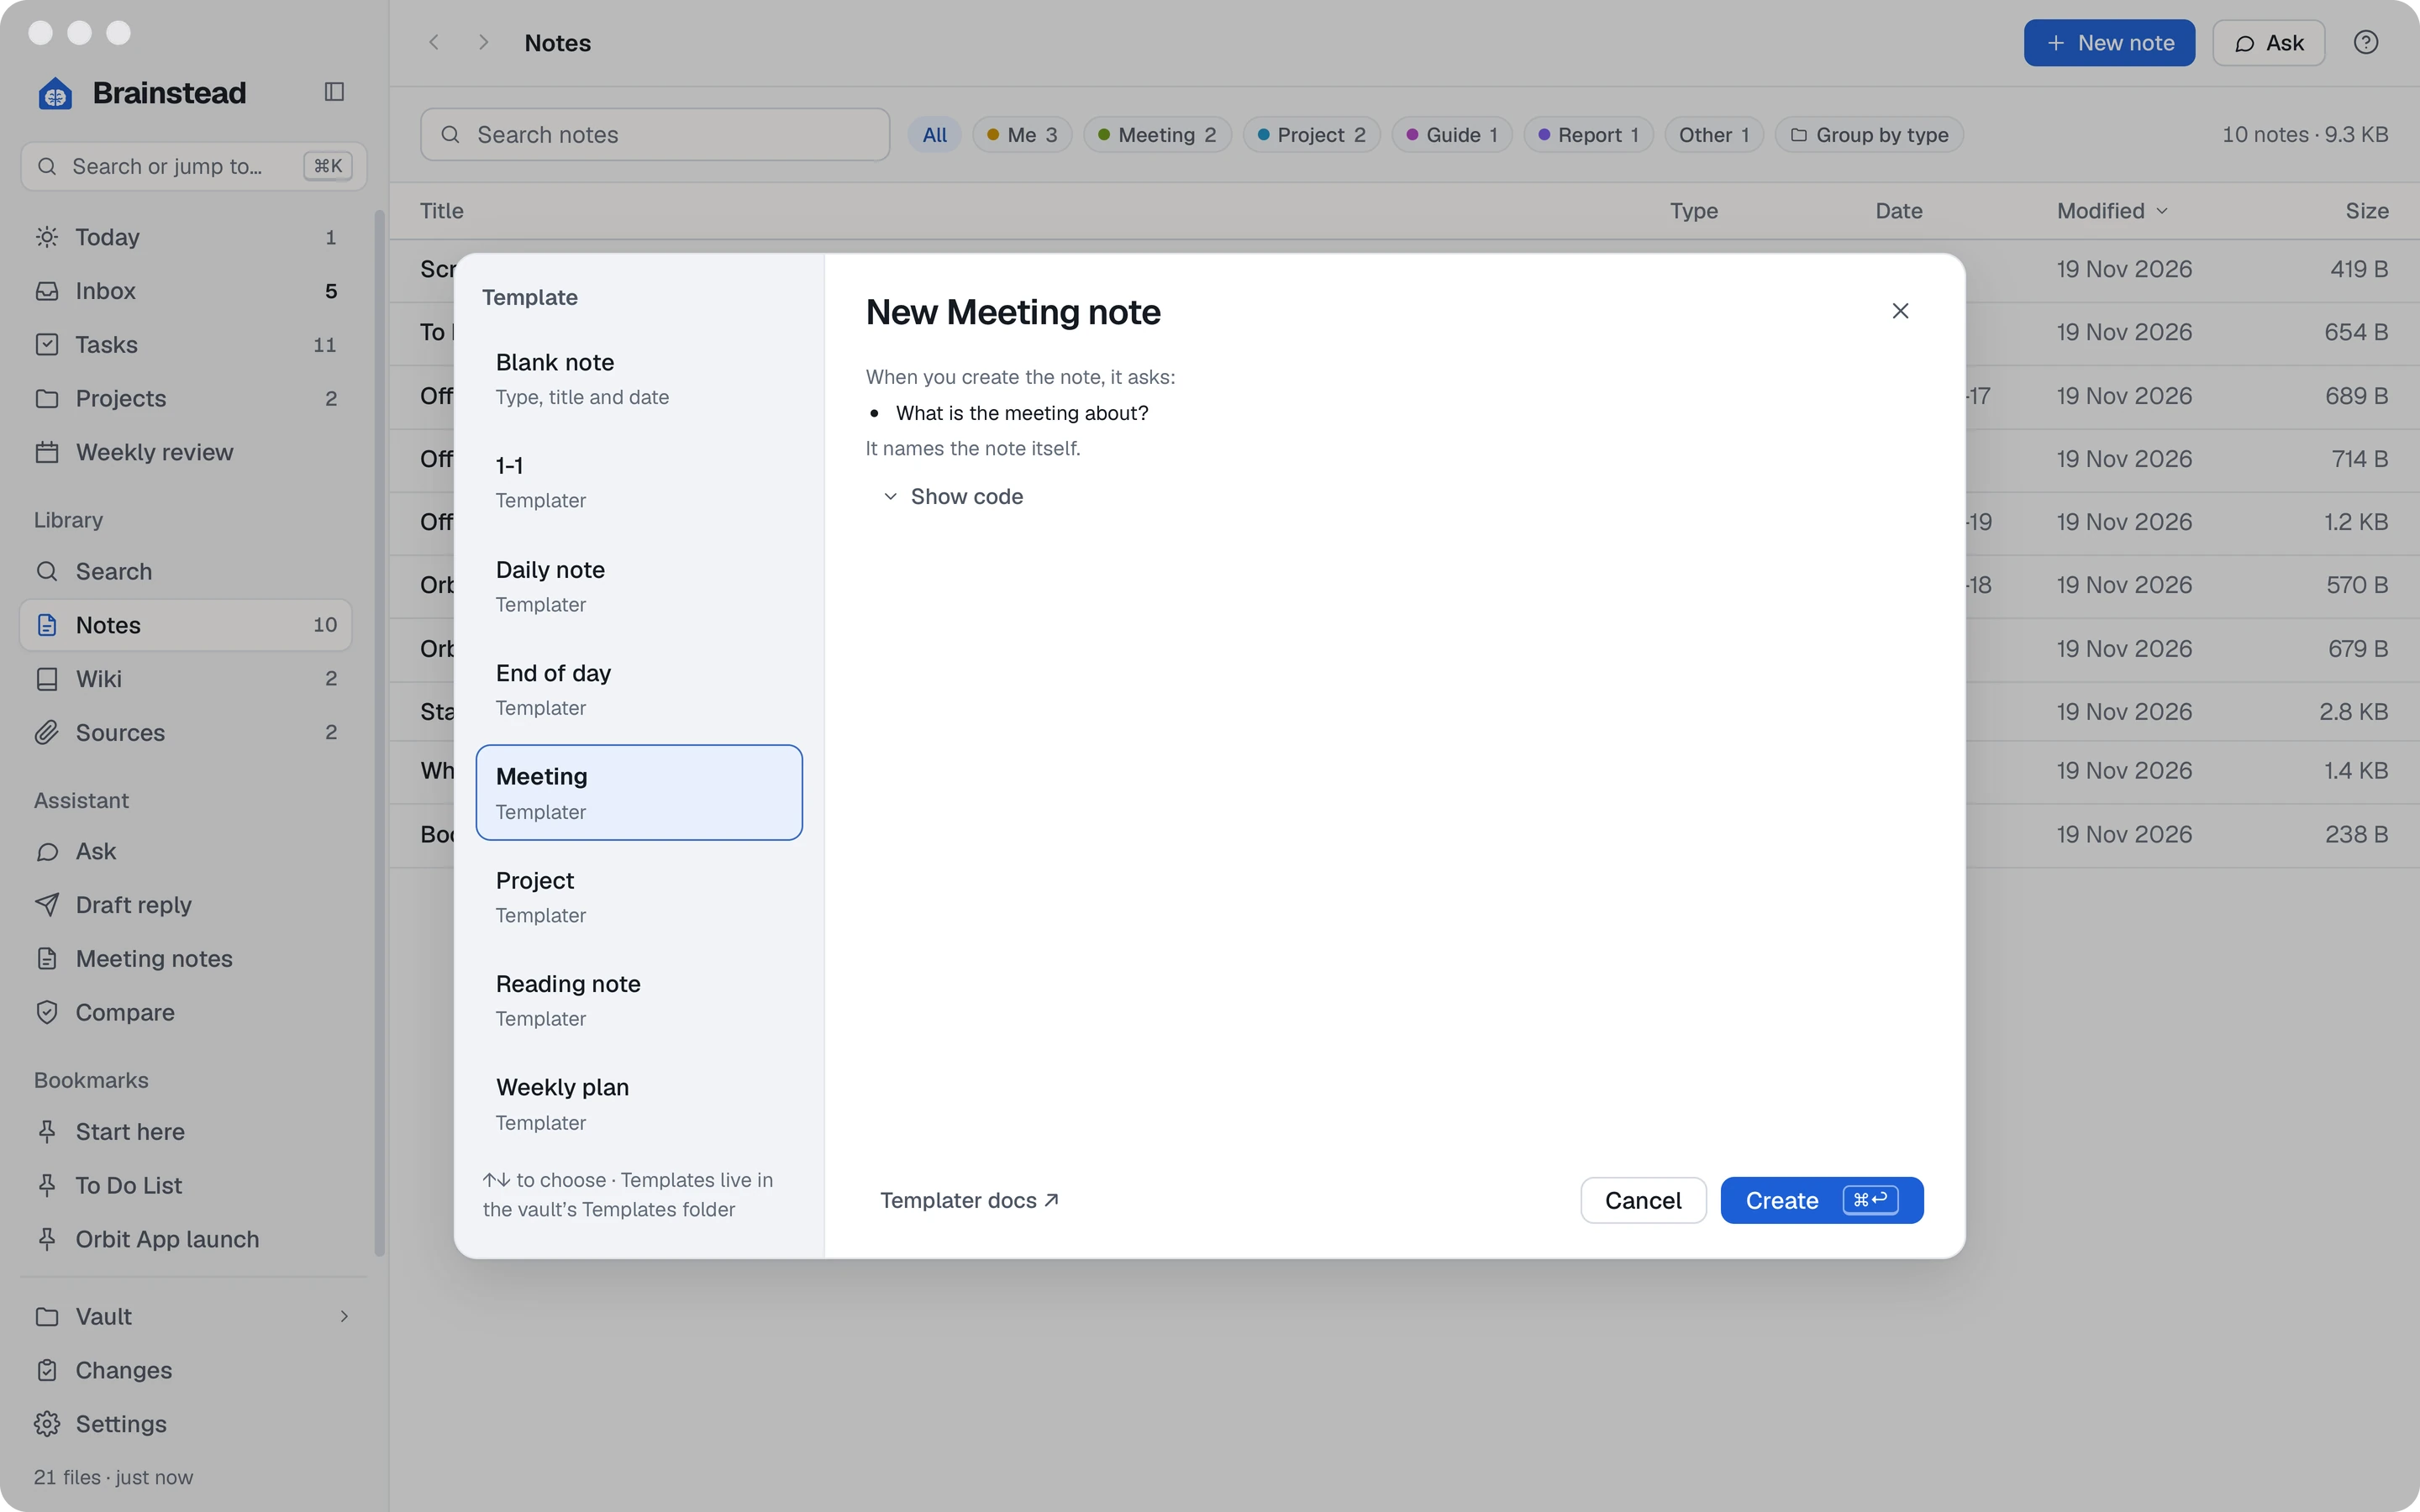 Brainstead
Search or jump to... ⌘K
Today 1
Inbox 5
Tasks 11
Projects 2
Weekly review
Library
Search
Notes 10
Wiki 2
Sources 2
Assistant
Ask
Draft reply
Meeting notes
Compare
Bookmarks
Start here
To Do List
Orbit App launch
Vault
Changes
Settings
21 files · just now
Notes
New note
Ask
Search notes
All
Me 3
Meeting 2
Project 2
Guide 1
Report 1
Other 1
Group by type
10 notes · 9.3 KB
Title Type Date Modified Size
19 Nov 2026 419 B
19 Nov 2026 654 B
-17 19 Nov 2026 689 B
19 Nov 2026 714 B
-19 19 Nov 2026 1.2 KB
-18 19 Nov 2026 570 B
19 Nov 2026 679 B
19 Nov 2026 2.8 KB
19 Nov 2026 1.4 KB
19 Nov 2026 238 B
Template
Blank note
Type, title and date
1-1
Templater
Daily note
Templater
End of day
Templater
Meeting
Templater
Project
Templater
Reading note
Templater
Weekly plan
Templater
↑↓ to choose · Templates live in
the vault’s Templates folder
New Meeting note
When you create the note, it asks:
• What is the meeting about?
It names the note itself.
Show code
Templater docs ↗
Cancel
Create ⌘↩